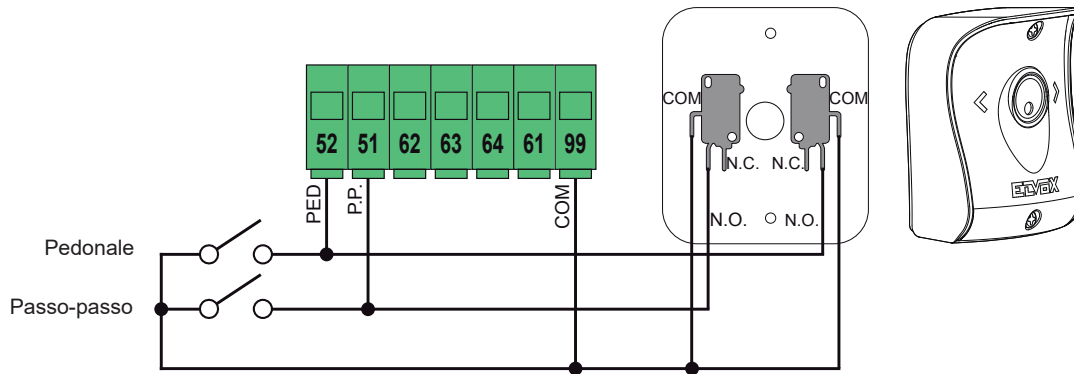 COM COM
52 51 62 63 64 61 99
N.C. N.C.
PED P.P. COM
N.O. N.O.
ELVOX
Pedonale
Passo-passo